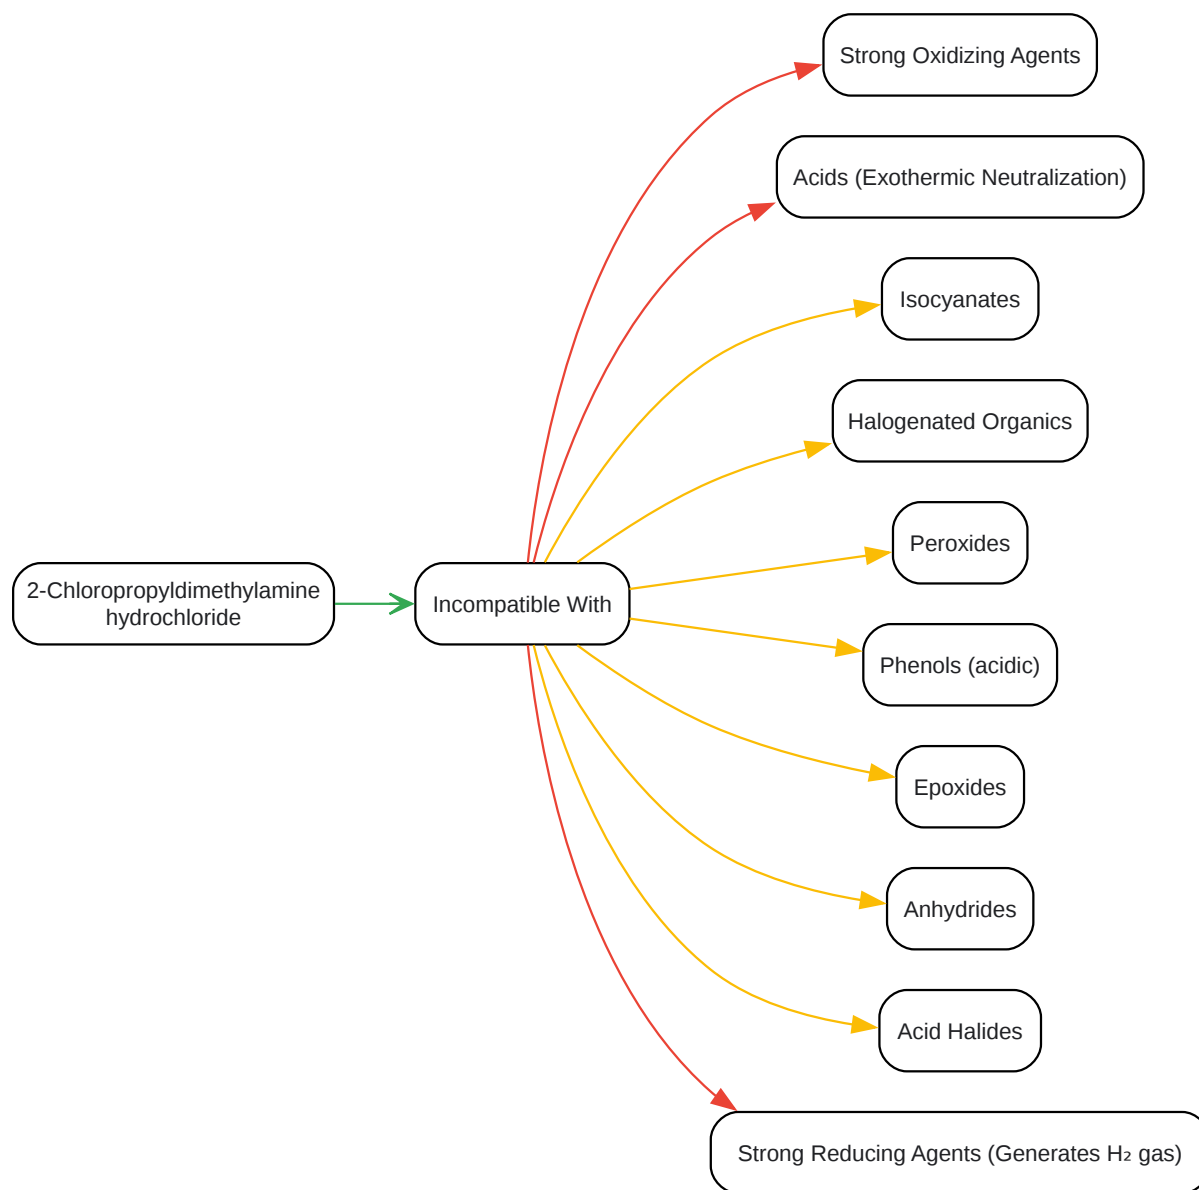 Strong Oxidizing Agents
Acids (Exothermic Neutralization)
Isocyanates
Halogenated Organics
Peroxides
2-Chloropropyldimethylamine
hydrochloride
Incompatible With
Phenols (acidic)
Epoxides
Anhydrides
Acid Halides
Strong Reducing Agents (Generates H₂ gas)